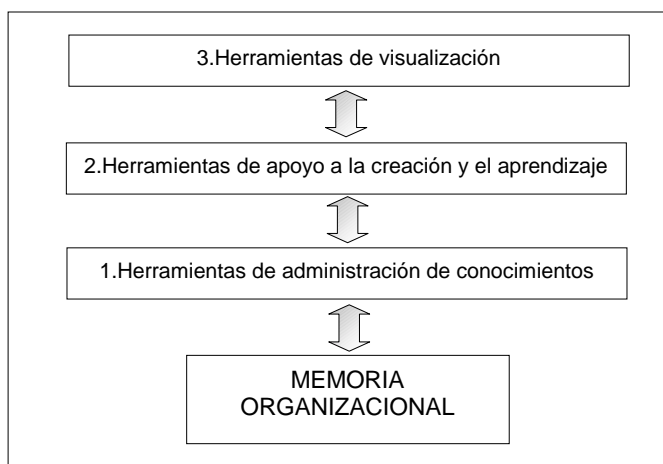 3.Herramientas de visualización
2.Herramientas de apoyo a la creación y el aprendizaje
1.Herramientas de administración de conocimientos
MEMORIA
ORGANIZACIONAL